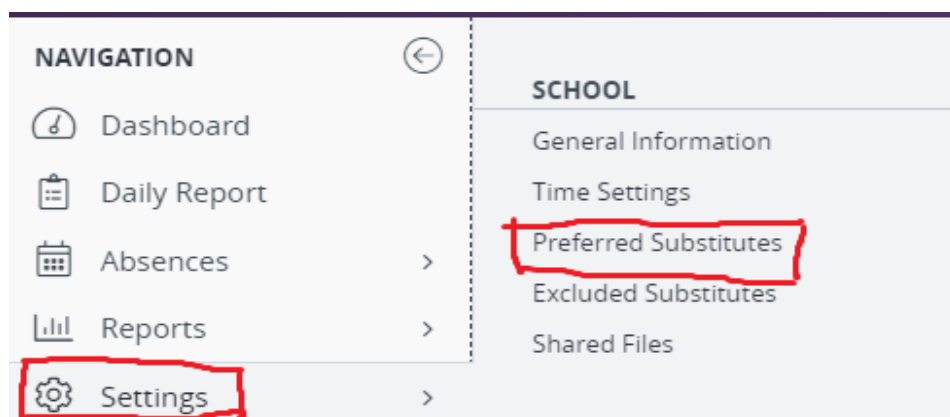 NAVIGATION
Dashboard
Daily Report
Absences
Reports
Settings
SCHOOL
General Information
Time Settings
Preferred Substitutes
Excluded Substitutes
Shared Files